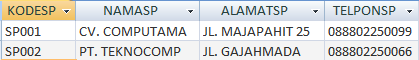 KODESP NAMASP ALAMATSP TELPONSP
SP001 CV. COMPUTAMA JL. MAJAPAHIT 25 088802250099
SP002 PT. TEKNOCOMP JL. GAJAHMADA 088802250066